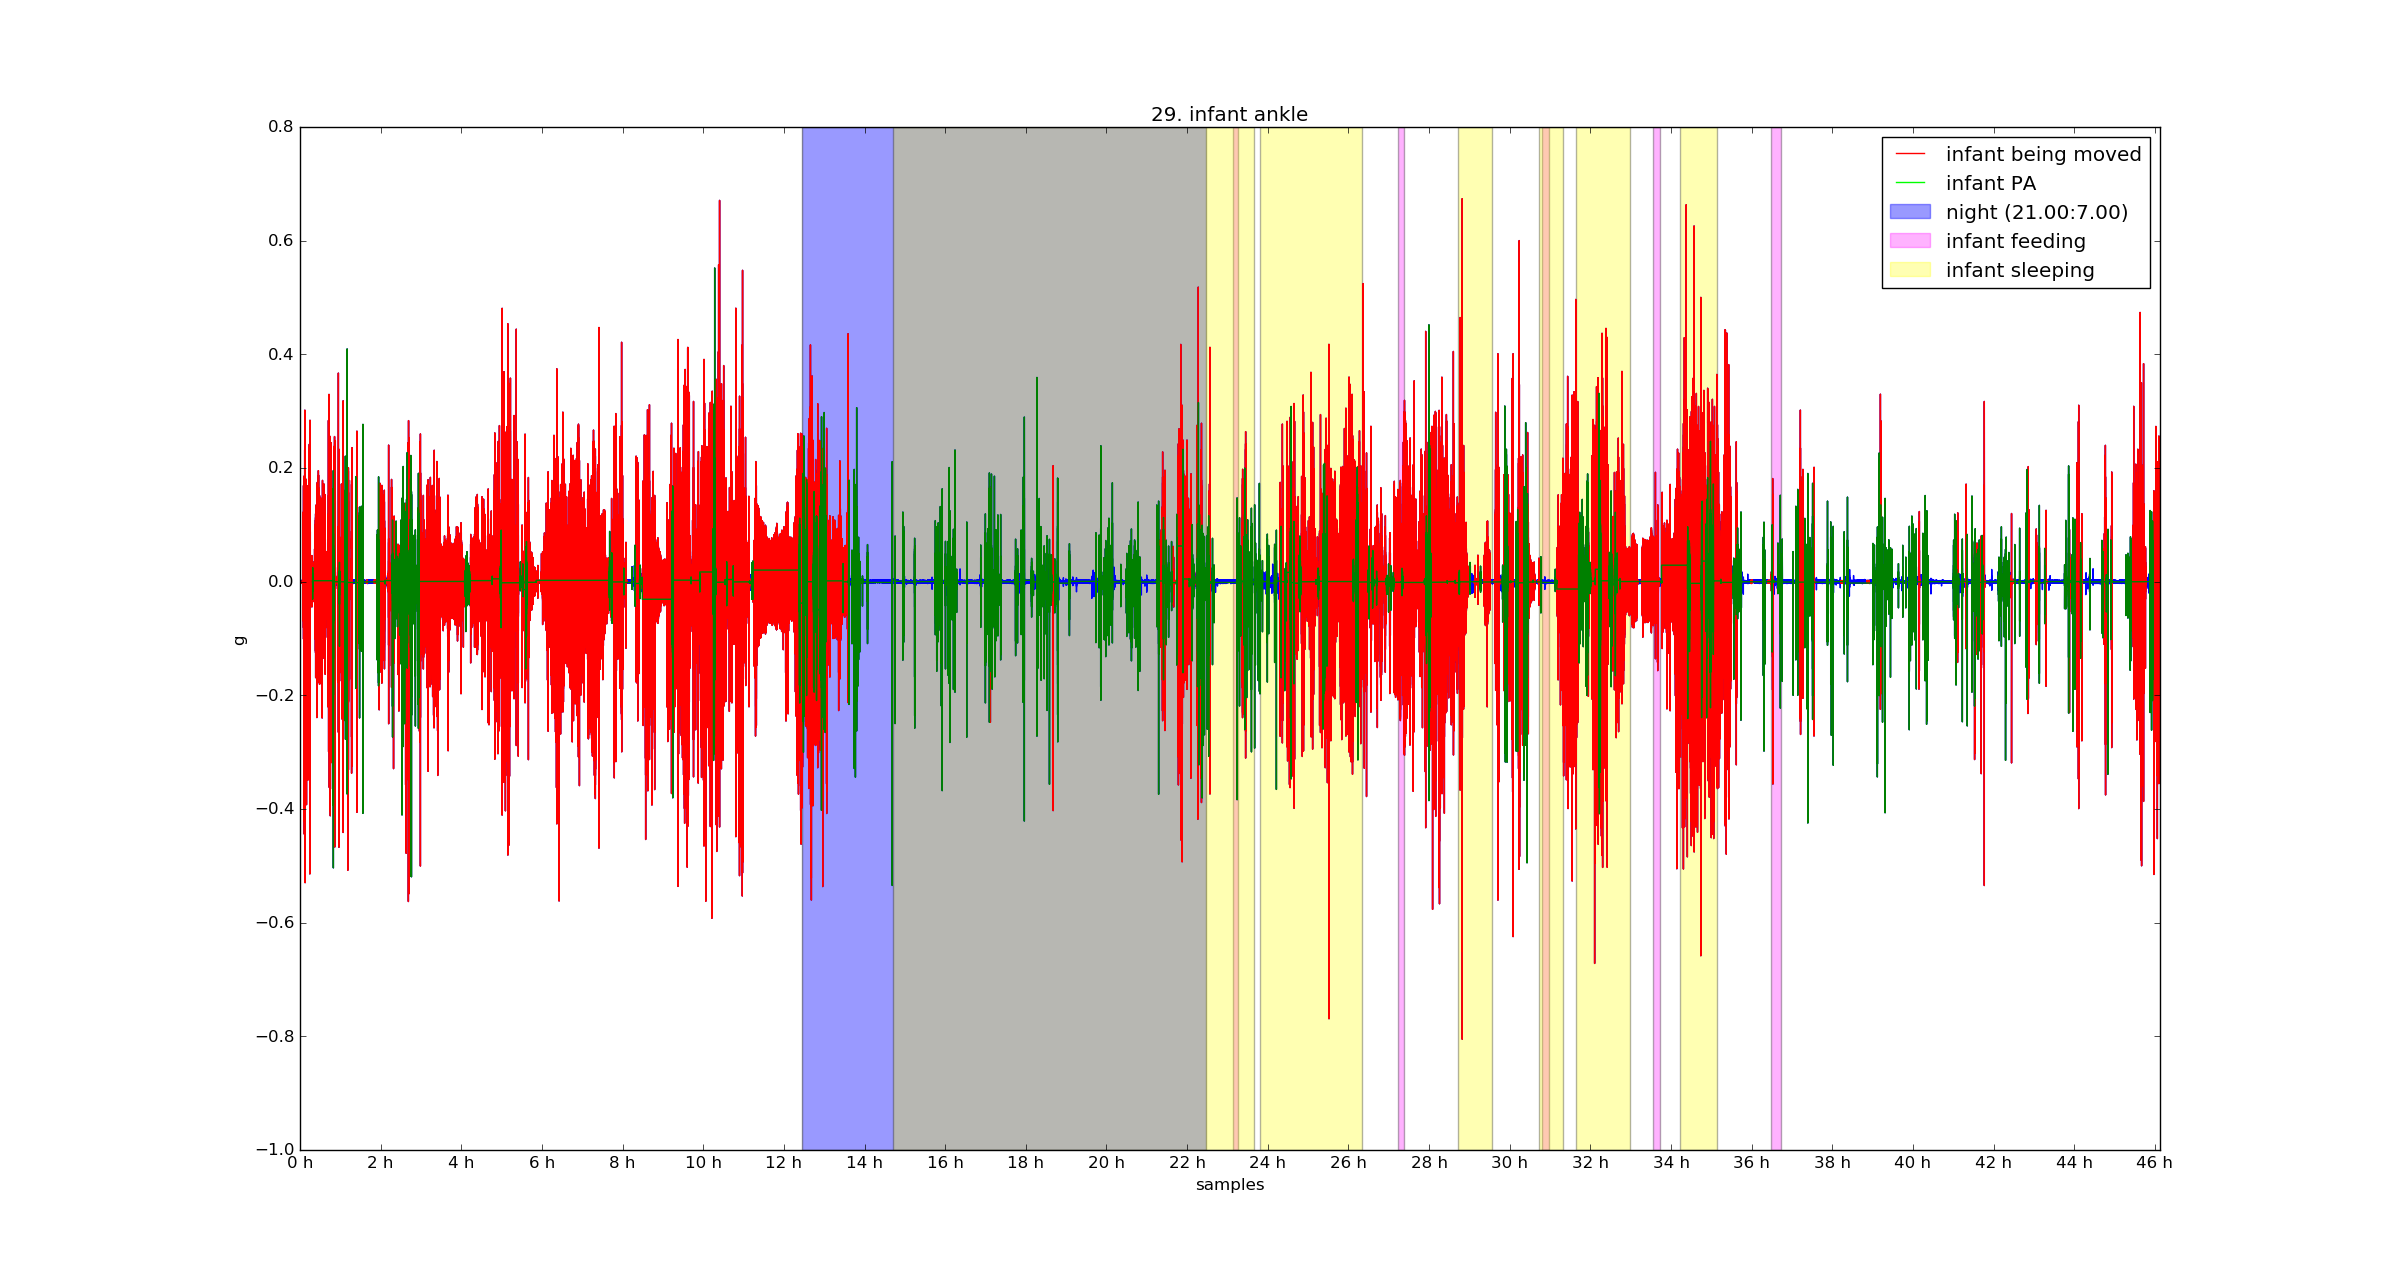 29. infant ankle
0.8
0.6
0.4
0.2
0.0
−0.2
−0.4
−0.6
−0.8
−1.0
g
infant being moved
infant PA
night (21.00:7.00)
infant feeding
infant sleeping
0 h 2 h 4 h 6 h 8 h 10 h 12 h 14 h 16 h 18 h 20 h 22 h 24 h 26 h 28 h 30 h 32 h 34 h 36 h 38 h 40 h 42 h 44 h 46 h
samples